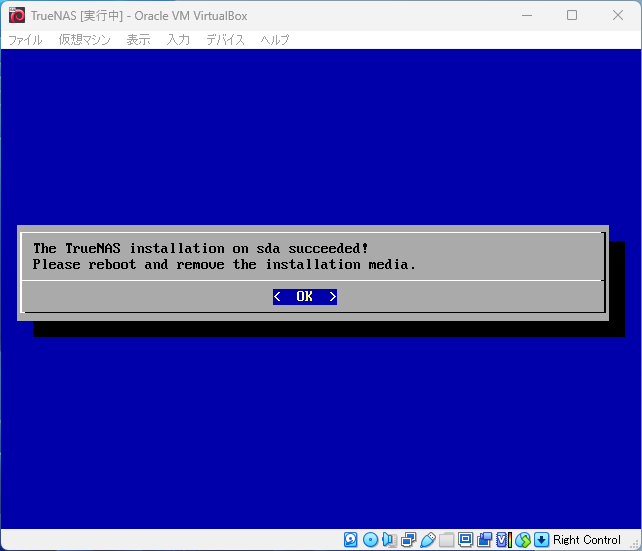 TrueNAS [実行中] - Oracle VM VirtualBox
ファイル 仮想マシン 表示 入力 デバイス ヘルプ
The TrueNAS installation on sda succeeded!
Please reboot and remove the installation media.
< OK >
Right Control